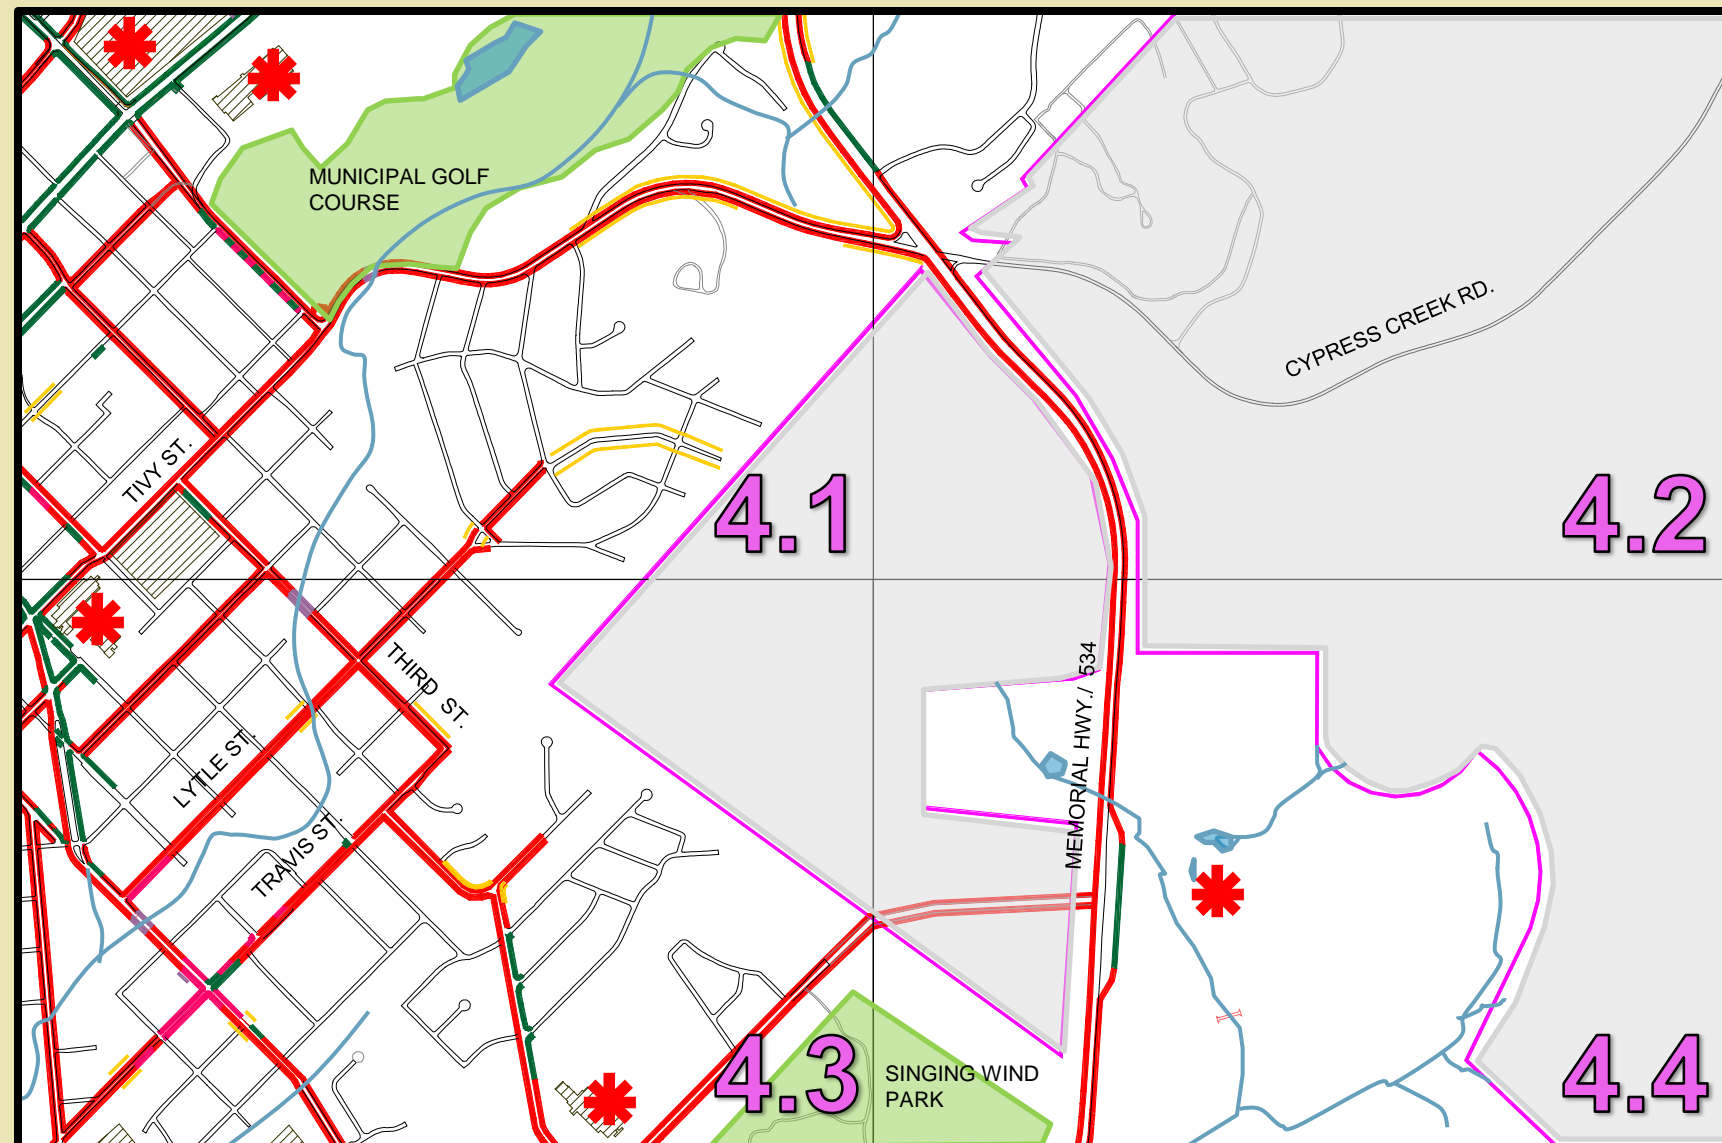 MUNICIPAL GOLF
COURSE
CYPRESS CREEK RD.
TIVY ST.
4.1
4.2
THIRD ST.
MEMORIAL HWY./ 534
LYTLE ST.
TRAVIS ST.
4.3
SINGING WIND
PARK
4.4